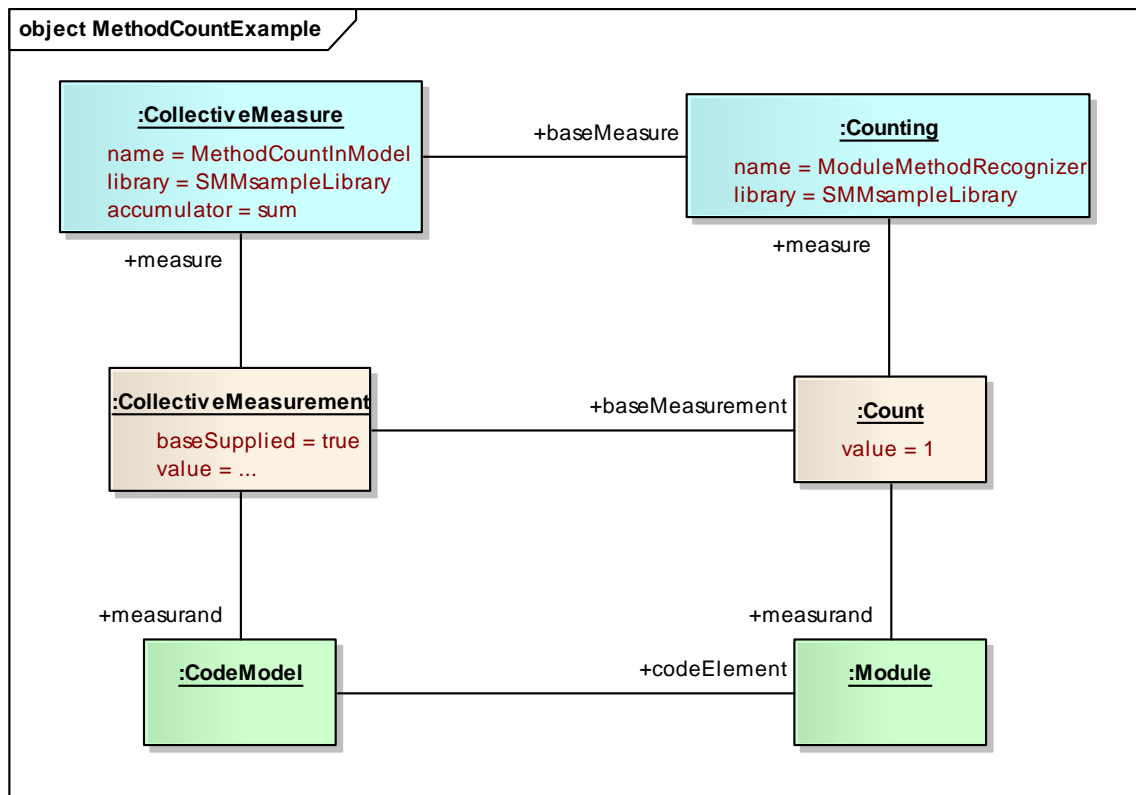 object MethodCountExample
:CollectiveMeasure
name = MethodCountInModel
library = SMMsampleLibrary
accumulator = sum
+baseMeasure
:Counting
name = ModuleMethodRecognizer
library = SMMsampleLibrary
+measure
+measure
:CollectiveMeasurement
baseSupplied = true
value = ...
+baseMeasurement
:Count
value = 1
+measurand
+measurand
:CodeModel
+codeElement
:Module